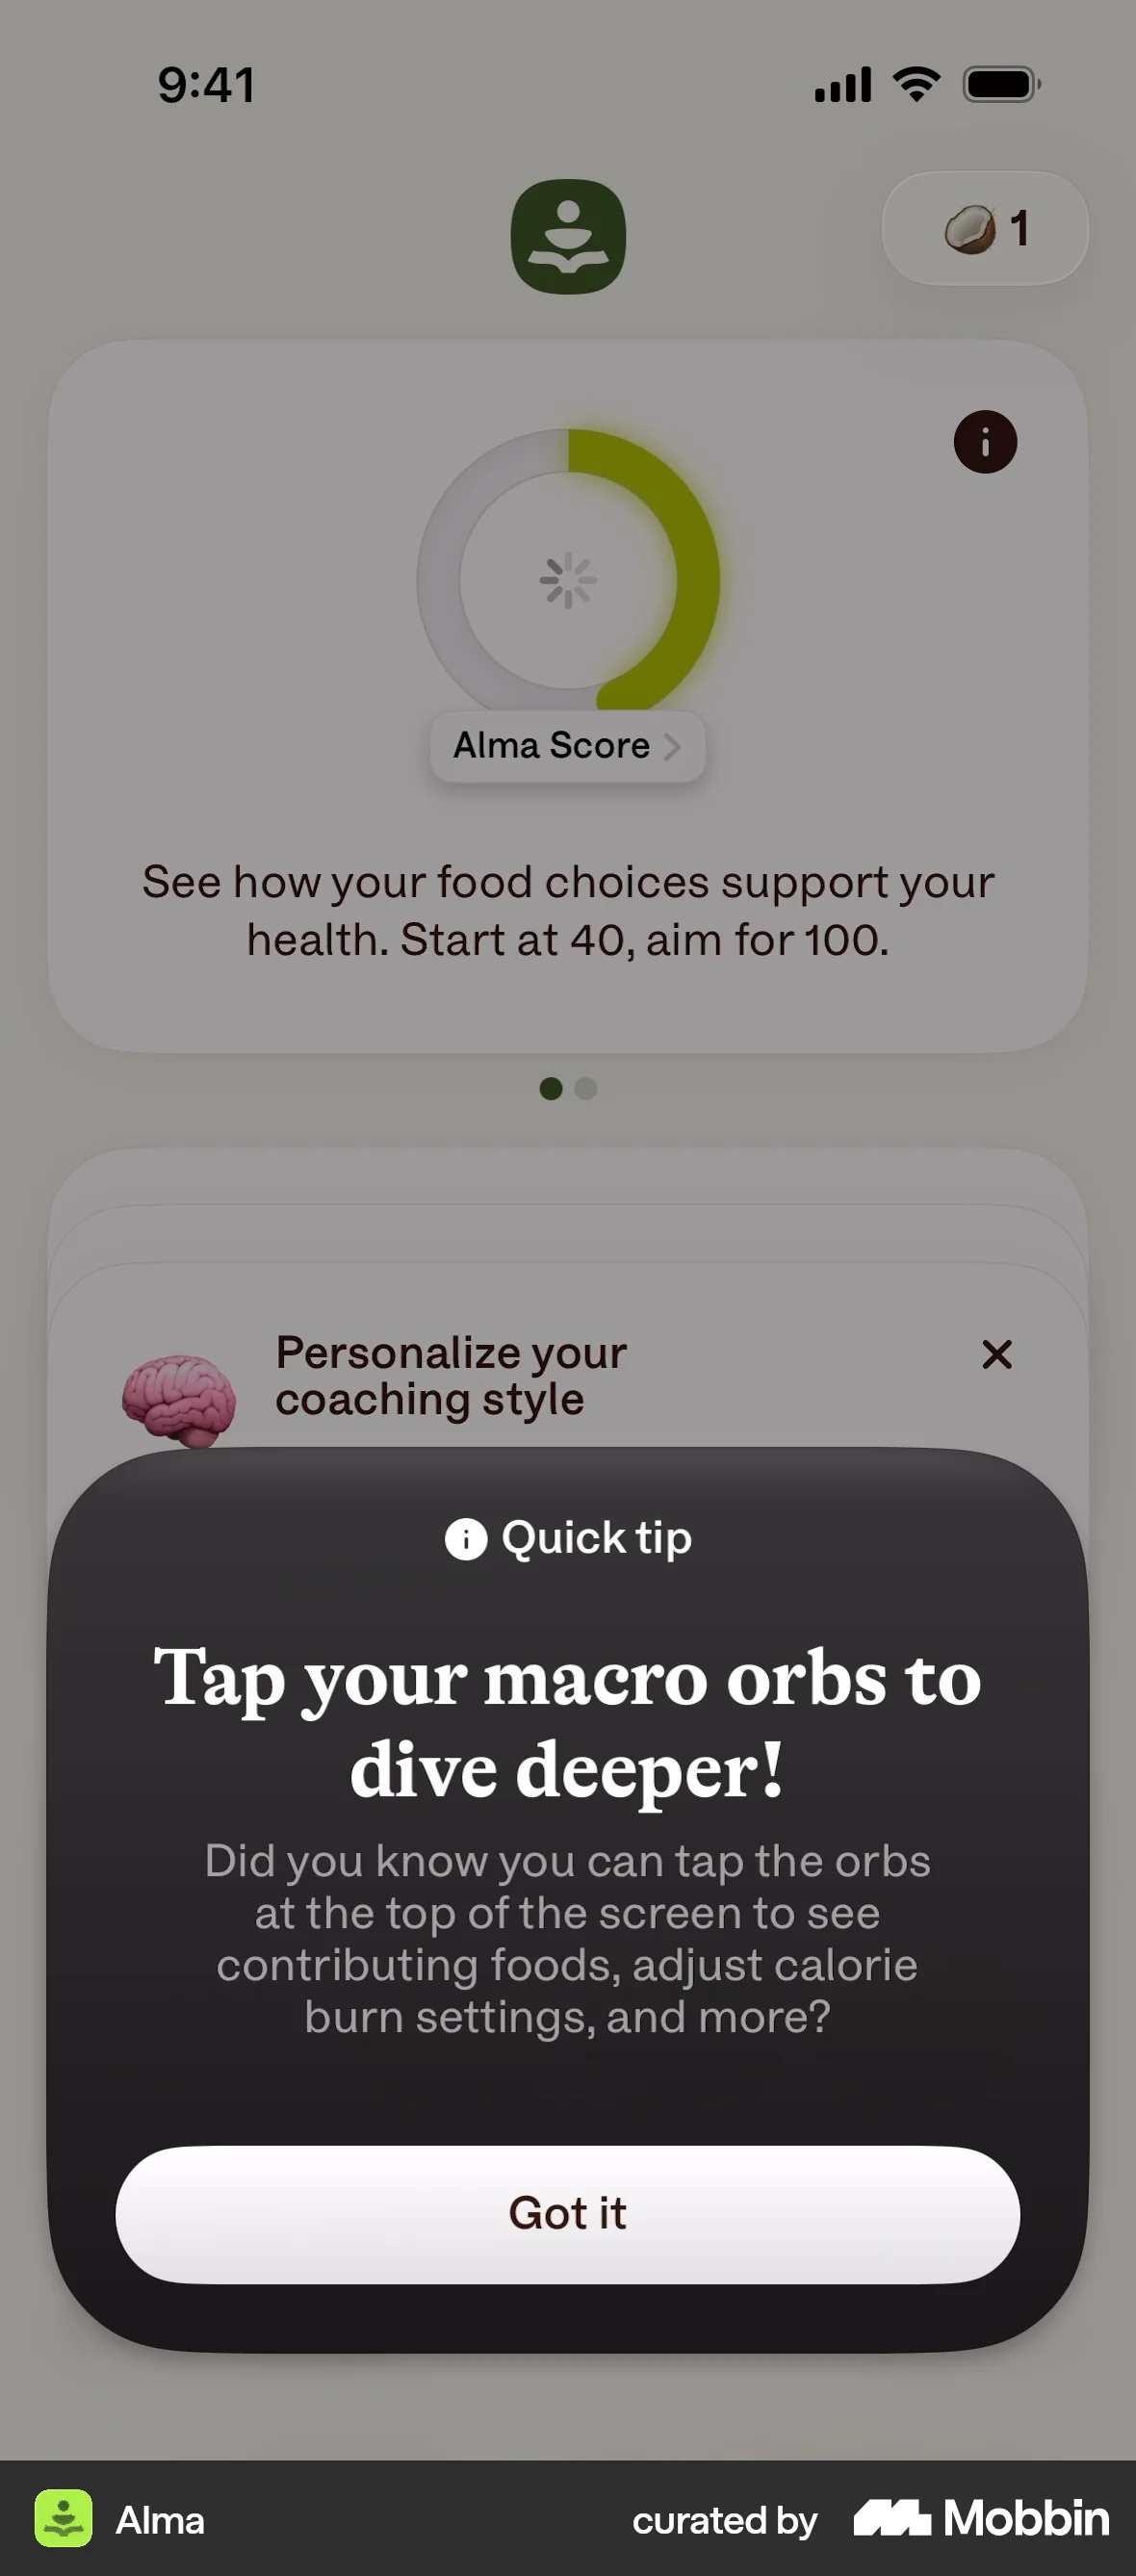 9:41
1
Alma Score
See how your food choices support your
health. Start at 40, aim for 100.
Personalize your
coaching style
Quick tip
Tap your macro orbs to
dive deeper!
Did you know you can tap the orbs
at the top of the screen to see
contributing foods, adjust calorie
burn settings, and more?
Got it
Alma
curated by Mobbin